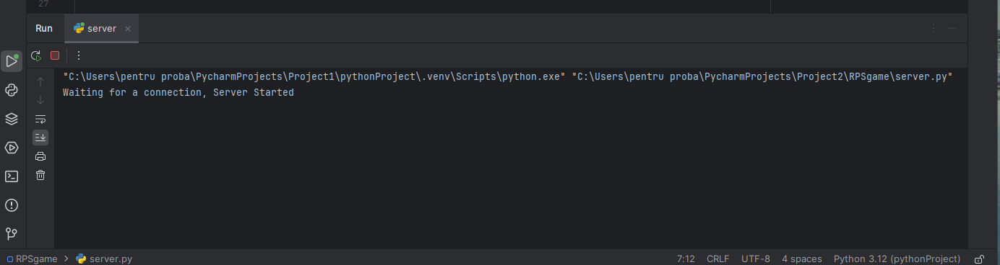 27
Run server
"C:\Users\pentru proba\PycharmProjects\Project1\pythonProject\.venv\Scripts\python.exe" "C:\Users\pentru proba\PycharmProjects\Project2\RPSgame\server.py"
Waiting for a connection, Server Started
RPSgame > server.py 7:12 CRLF UTF-8 4 spaces Python 3.12 (pythonProject)